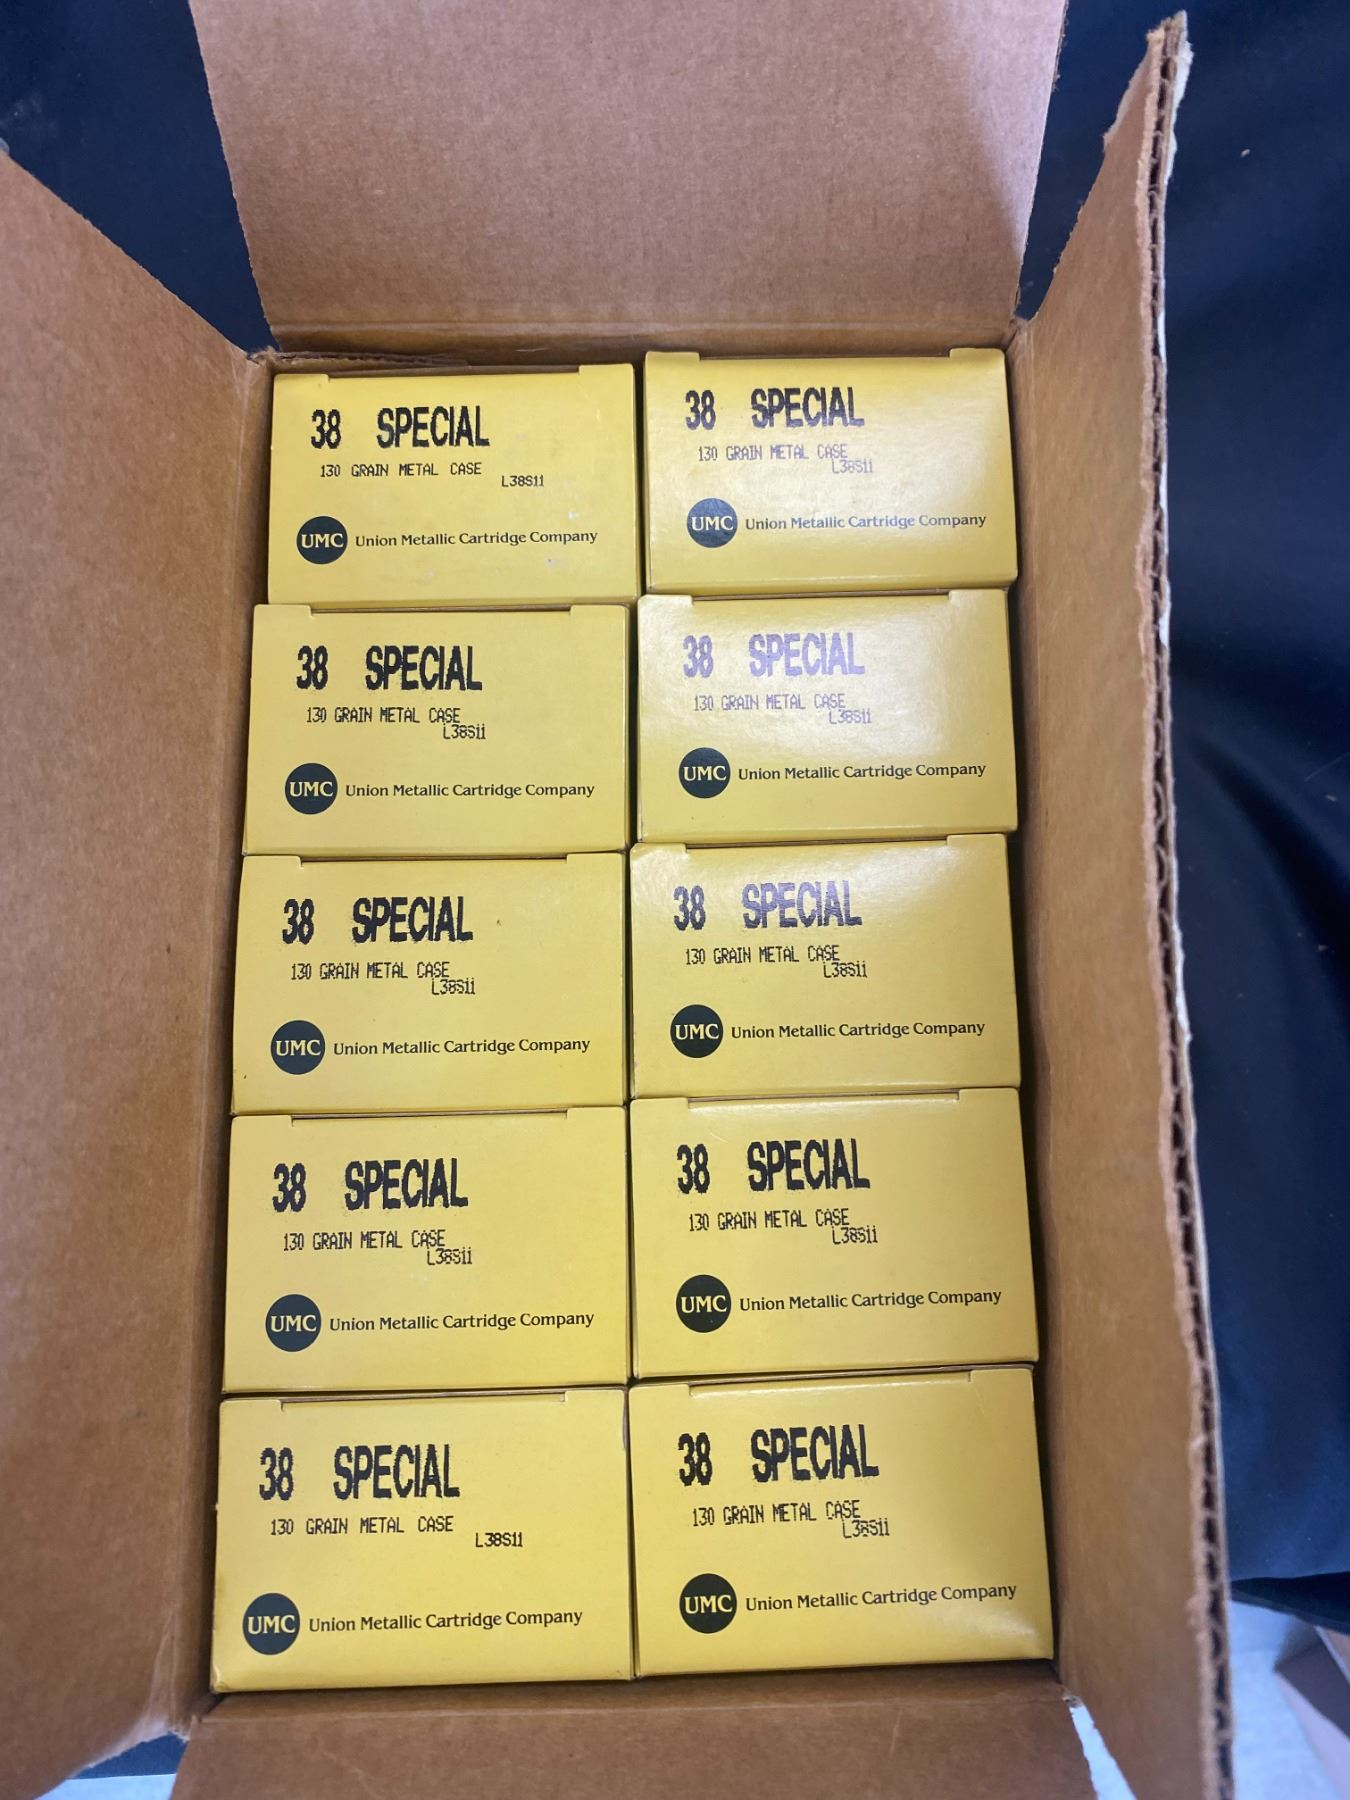 38 SPECIAL
130 GRAIN METAL CASE
L38S11
UMC Union Metallic Cartridge Company
38 SPECIAL
130 GRAIN METAL CASE
L38S11
UMC Union Metallic Cartridge Company
38 SPECIAL
130 GRAIN METAL CASE
L38S11
UMC Union Metallic Cartridge Company
38 SPECIAL
130 GRAIN METAL CASE
L38S11
UMC Union Metallic Cartridge Company
38 SPECIAL
130 GRAIN METAL CASE
L38S11
UMC Union Metallic Cartridge Company
38 SPECIAL
130 GRAIN METAL CASE
L38S11
UMC Union Metallic Cartridge Company
38 SPECIAL
130 GRAIN METAL CASE
L38S11
UMC Union Metallic Cartridge Company
38 SPECIAL
130 GRAIN METAL CASE
L38S11
UMC Union Metallic Cartridge Company
38 SPECIAL
130 GRAIN METAL CASE
L38S11
UMC Union Metallic Cartridge Company
38 SPECIAL
130 GRAIN METAL CASE
L38S11
UMC Union Metallic Cartridge Company